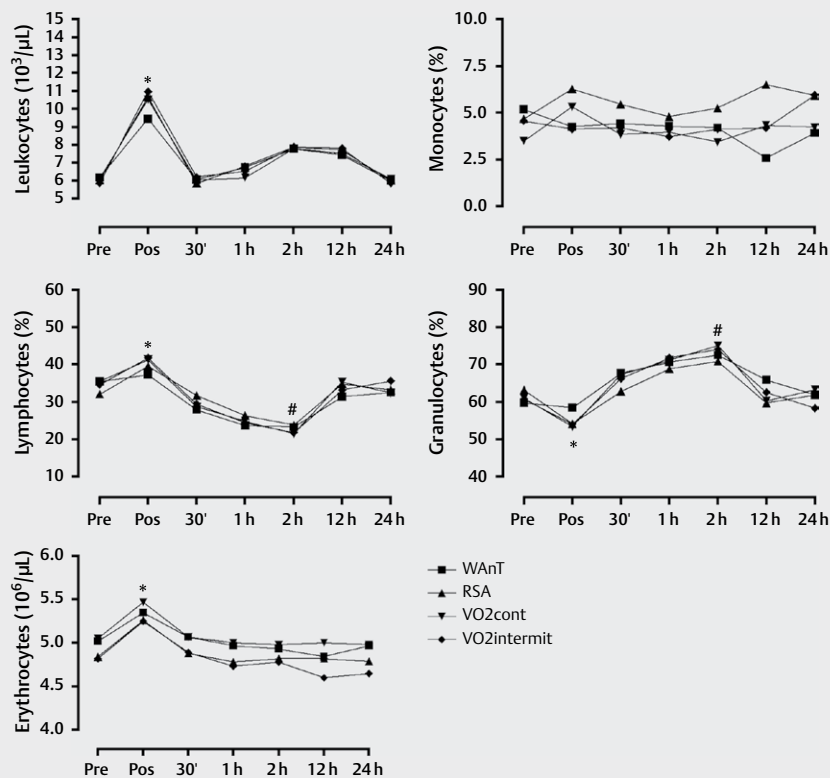 Leukocytes (10³/µL)
15
14
13
12
11
10
9
8
7
6
5
*
Pre Pos 30' 1 h 2 h 12 h 24 h
Monocytes (%)
10.0
7.5
5.0
2.5
0.0
Pre Pos 30' 1 h 2 h 12 h 24 h
Lymphocytes (%)
60
50
40
30
20
10
*
#
Pre Pos 30' 1 h 2 h 12 h 24 h
Granulocytes (%)
90
80
70
60
50
40
*
#
Pre Pos 30' 1 h 2 h 12 h 24 h
Erythrocytes (10⁶/µL)
6.0
5.5
5.0
4.5
4.0
*
Pre Pos 30' 1 h 2 h 12 h 24 h
WAnT
RSA
VO2cont
VO2intermit